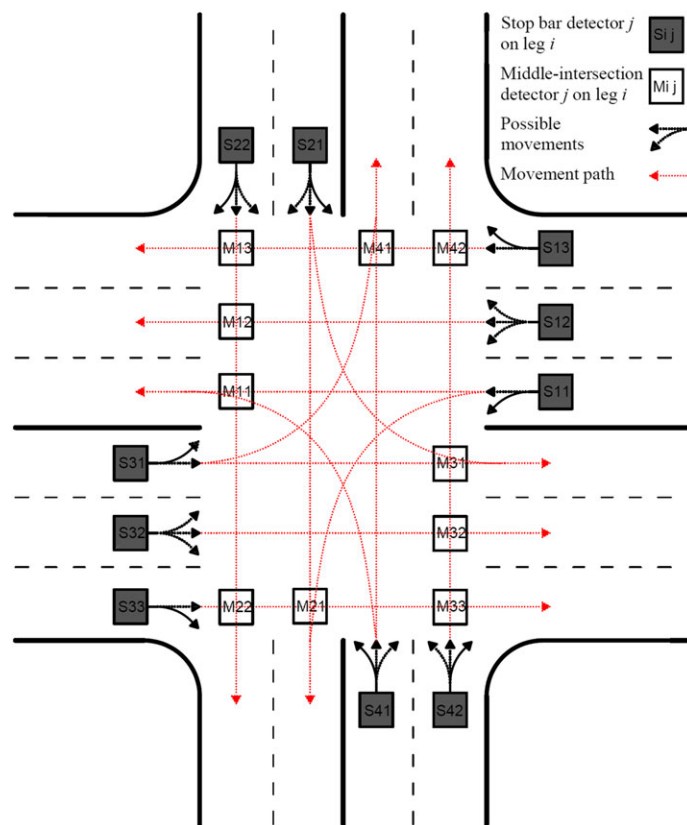 Stop bar detector j
on leg i
Si j
Middle-intersection
detector j on leg i
Mi j
Possible
movements
Movement path
S22
S21
M13
M41
M42
S13
M12
S12
M11
S11
S31
M31
S32
M32
S33
M22
M21
M33
S41
S42